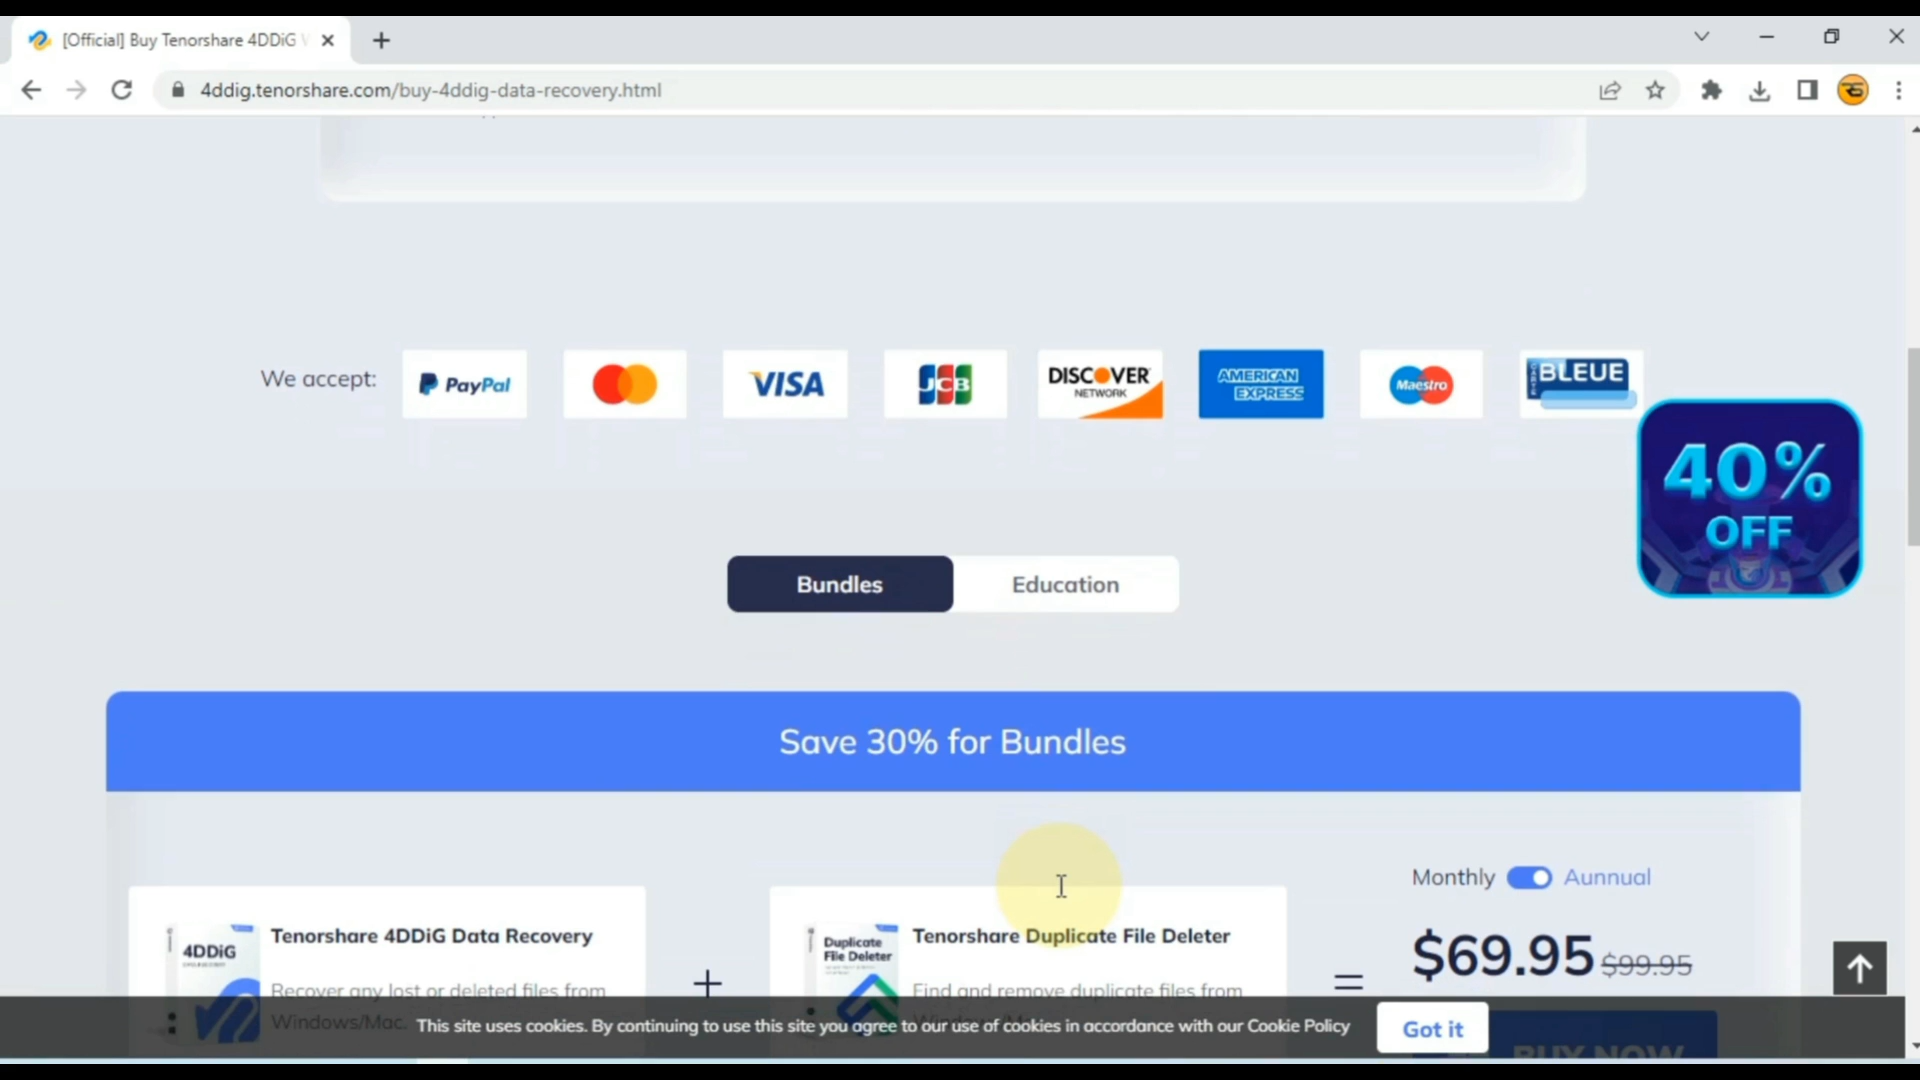 [Official] Buy Tenorshare 4DDiG
4ddig.tenorshare.com/buy-4ddig-data-recovery.html
We accept:
PayPal
VISA
JCB
DISCOVER
NETWORK
AMERICAN
EXPRESS
Maestro
CARTE
BLEUE
40%
OFF
Bundles
Education
Save 30% for Bundles
Monthly
Aunnual
4DDiG
Tenorshare 4DDiG Data Recovery
Recover any lost or deleted files from
Windows/Mac.
+
Duplicate
File Deleter
Tenorshare Duplicate File Deleter
Find and remove duplicate files from
=
$69.95 $99.95
This site uses cookies. By continuing to use this site you agree to our use of cookies in accordance with our Cookie Policy
Got it
BUY NOW